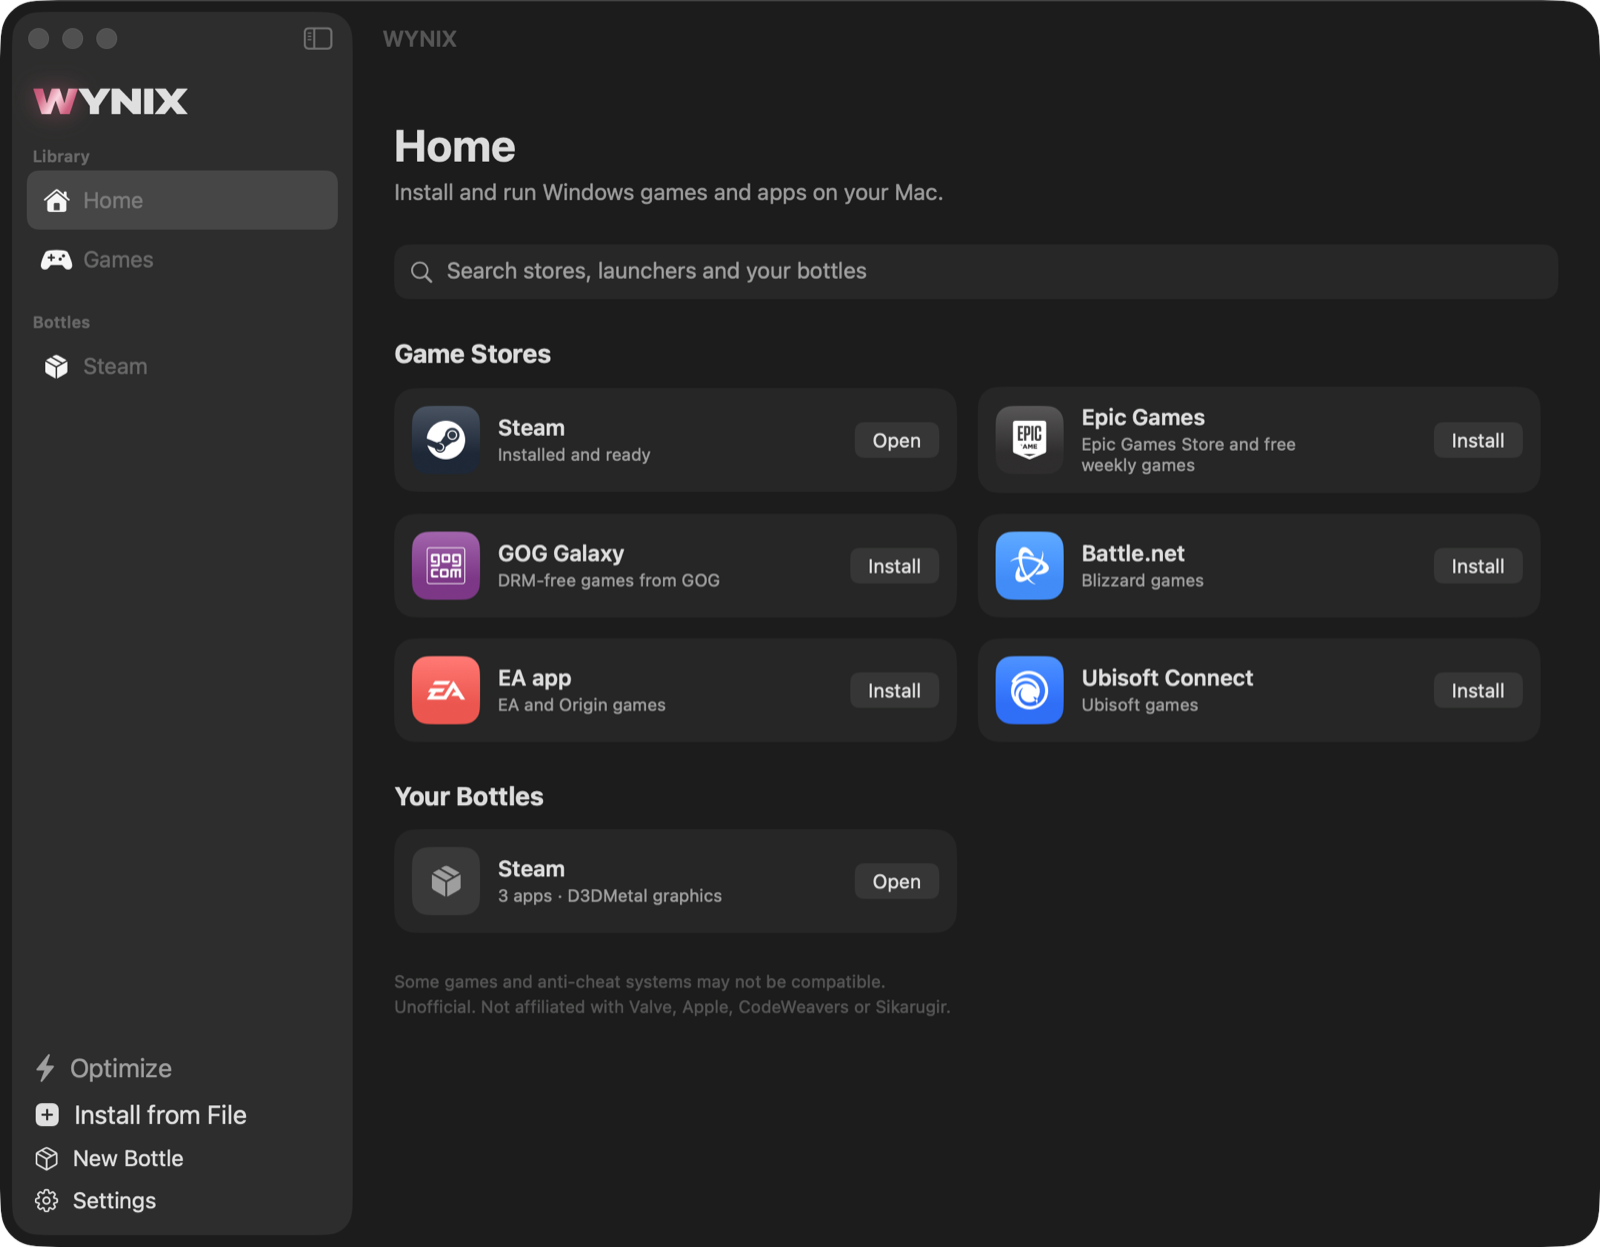 WYNIX
WYNIX
Library
Home
Games
Bottles
Steam
Optimize
Install from File
New Bottle
Settings
Home
Install and run Windows games and apps on your Mac.
Search stores, launchers and your bottles
Game Stores
Steam
Installed and ready
Open
EPIC
Epic Games
Epic Games Store and free
weekly games
Install
gog
com
GOG Galaxy
DRM-free games from GOG
Install
Battle.net
Blizzard games
Install
EA
EA app
EA and Origin games
Install
Ubisoft Connect
Ubisoft games
Install
Your Bottles
Steam
3 apps · D3DMetal graphics
Open
Some games and anti-cheat systems may not be compatible.
Unofficial. Not affiliated with Valve, Apple, CodeWeavers or Sikarugir.